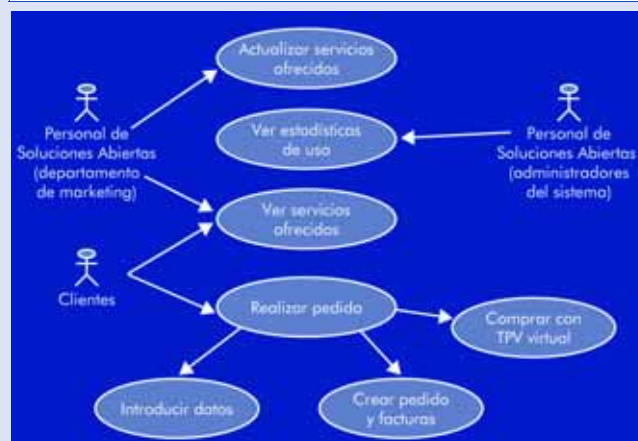 Actualizar servicios
ofrecidos
Personal de
Soluciones Abiertas
(departamento
de marketing)
Ver estadísticas
de uso
Personal de
Soluciones Abiertas
(administradores
del sistema)
Ver servicios
ofrecidos
Clientes
Realizar pedido
Comprar con
TPV virtual
Introducir datos
Crear pedido
y facturas